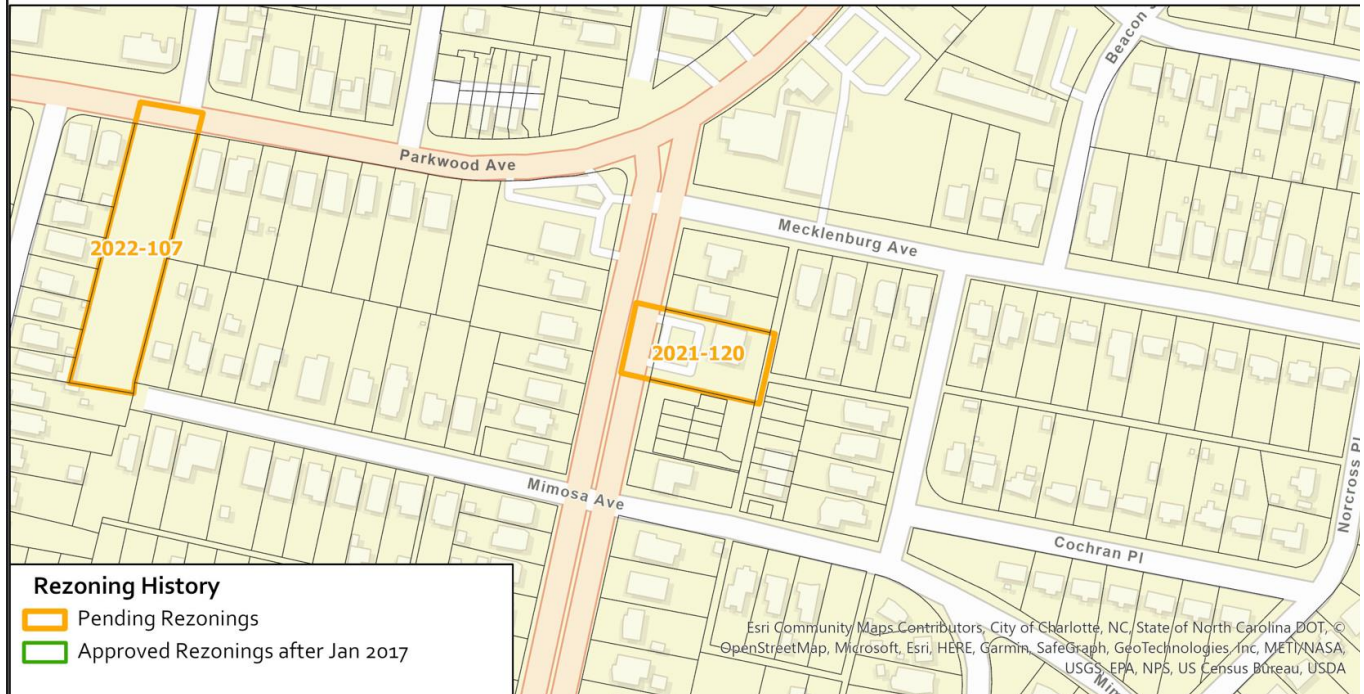 Beacon S
Parkwood Ave
Mecklenburg Ave
2022-107
2021-120
Mimosa Ave
Norcross Pl
Cochran Pl
Rezoning History
Pending Rezonings
Approved Rezonings after Jan 2017
Esri Community Maps Contributors, City of Charlotte, NC, State of North Carolina DOT, ©
OpenStreetMap, Microsoft, Esri, HERE, Garmin, SafeGraph, GeoTechnologies, Inc, METI/NASA,
USGS, EPA, NPS, US Census Bureau, USDA